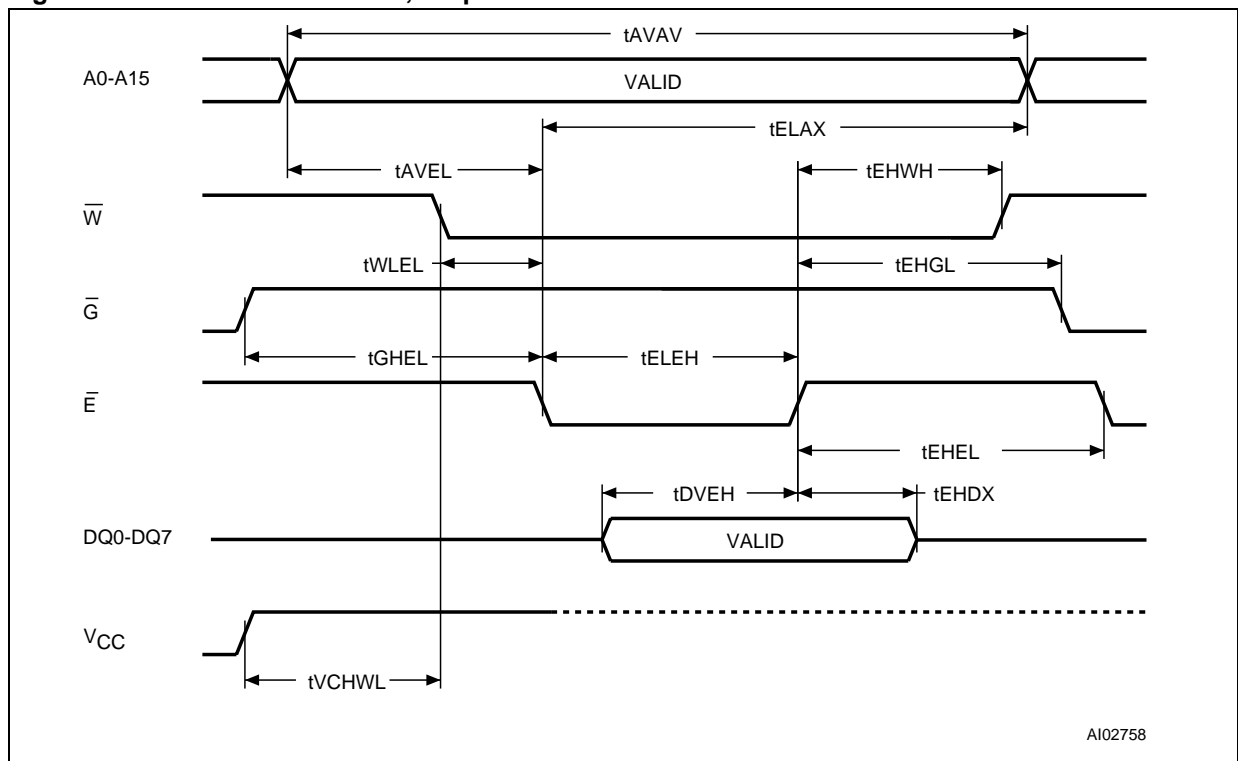 tAVAV
A0-A15
VALID
tELAX
tAVEL
tEHWH
W
tWLEL
tEHGL
G
tGHEL
tELEH
E
tEHEL
tDVEH
tEHDX
DQ0-DQ7
VALID
VCC
tVCHWL
AI02758